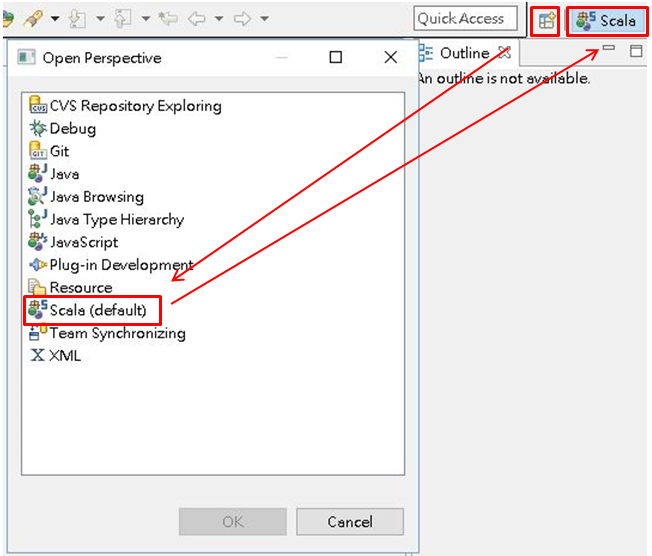 Quick Access
Scala
Open Perspective
Outline
An outline is not available.
CVS Repository Exploring
Debug
Git
Java
Java Browsing
Java Type Hierarchy
JavaScript
Plug-in Development
Resource
Scala (default)
Team Synchronizing
XML
OK
Cancel